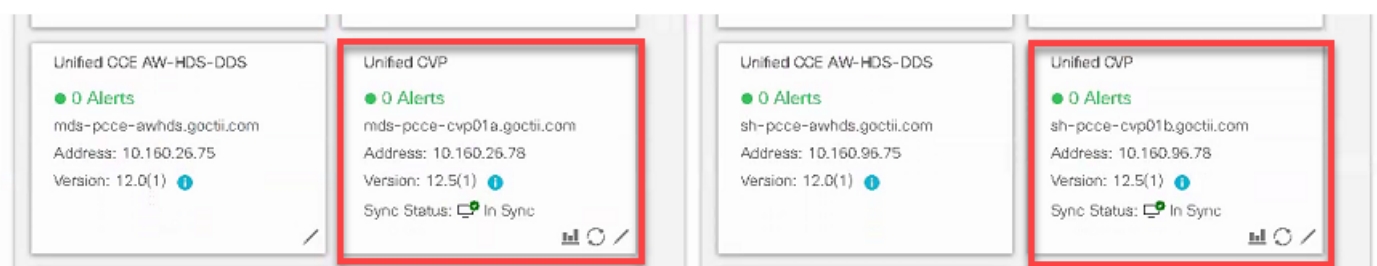 Unified CCE AW-HDS-DDS
0 Alerts
mds-pcce-awhds.goctii.com
Address: 10.160.26.75
Version: 12.0(1)
Unified CVP
0 Alerts
mds-pcce-cvp01a.goctii.com
Address: 10.160.26.78
Version: 12.5(1)
Sync Status: In Sync
Unified CCE AW-HDS-DDS
0 Alerts
sh-pcce-awhds.goctii.com
Address: 10.160.96.75
Version: 12.0(1)
Unified CVP
0 Alerts
sh-pcce-cvp01b.goctii.com
Address: 10.160.96.78
Version: 12.5(1)
Sync Status: In Sync